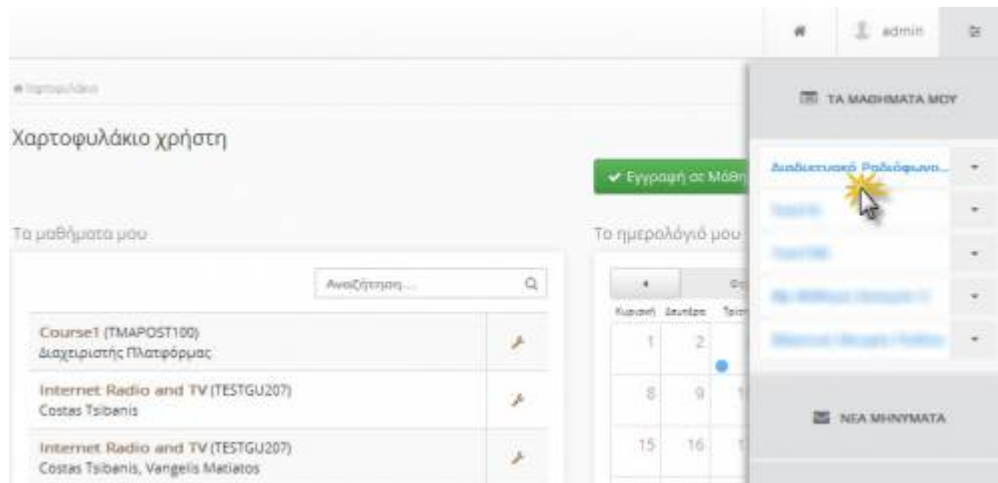 admin
Χαρτοφυλάκιο
ΤΑ ΜΑΘΗΜΑΤΑ ΜΟΥ
Χαρτοφυλάκιο χρήστη
Εγγραφή σε Μάθη
Διαδικτυακό Ραδιόφωνο...
Τα μαθήματα μου
Το ημερολόγιό μου
Αναζήτηση...
Κυριακή Δευτέρα
Course1 (TMAPOST100)
Διαχειριστής Πλατφόρμας
1 2
Internet Radio and TV (TESTGU207)
Costas Tsibanis
8 9
ΝΕΑ ΜΗΝΥΜΑΤΑ
Internet Radio and TV (TESTGU207)
Costas Tsibanis, Vangelis Matiatos
15 16